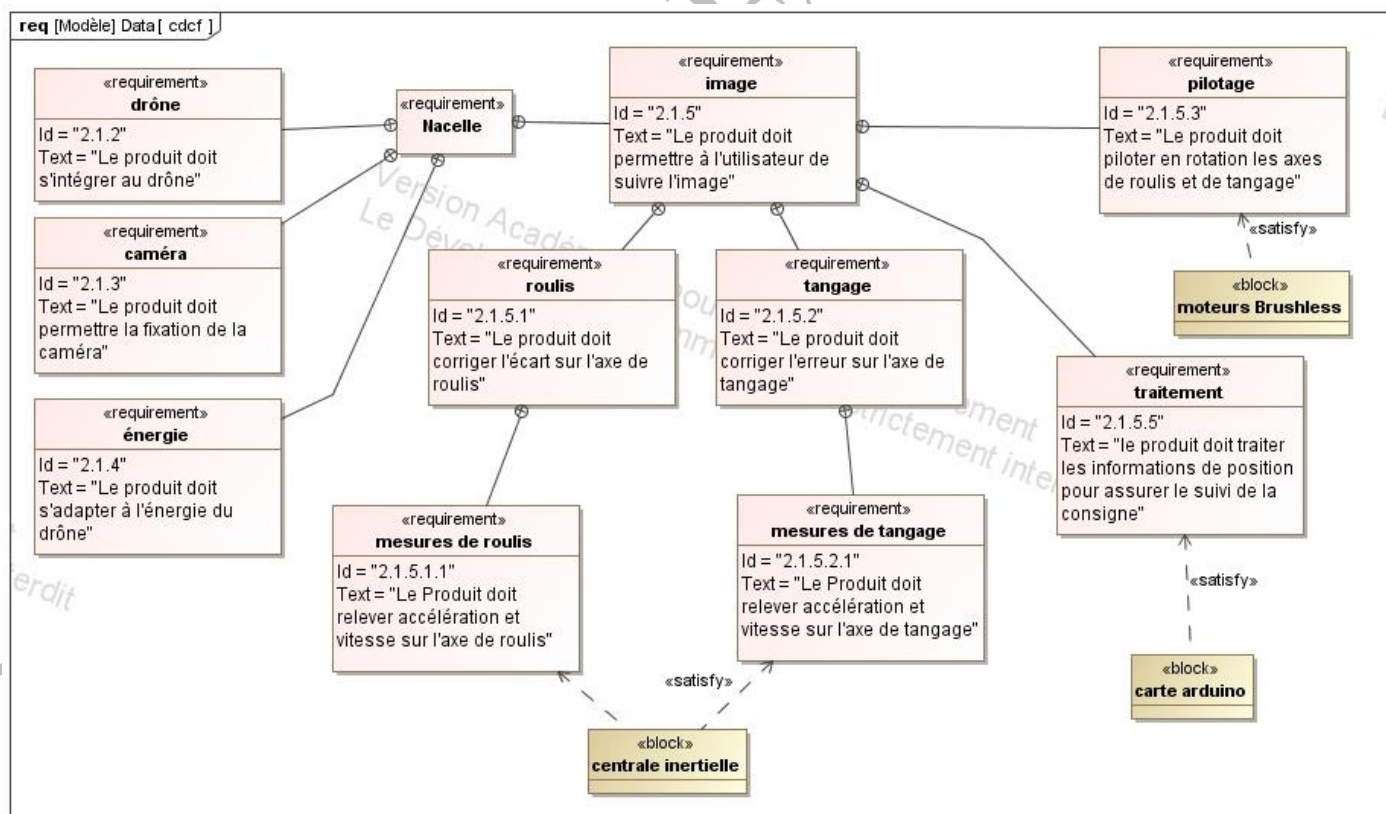 req [Modèle] Data [ cdcf ]
«requirement»
drône
Id = "2.1.2"
Text = "Le produit doit
s'intégrer au drône"
«requirement»
caméra
Id = "2.1.3"
Text = "Le produit doit
permettre la fixation de la
caméra"
«requirement»
énergie
Id = "2.1.4"
Text = "Le produit doit
s'adapter à l'énergie du
drône"
«requirement»
Nacelle
«requirement»
image
Id = "2.1.5"
Text = "Le produit doit
permettre à l'utilisateur de
suivre l'image"
«requirement»
pilotage
Id = "2.1.5.3"
Text = "Le produit doit
piloter en rotation les axes
de roulis et de tangage"
«satisfy»
«block»
moteurs Brushless
«requirement»
roulis
Id = "2.1.5.1"
Text = "Le produit doit
corriger l'écart sur l'axe de
roulis"
«requirement»
tangage
Id = "2.1.5.2"
Text = "Le produit doit
corriger l'erreur sur l'axe de
tangage"
«requirement»
traitement
Id = "2.1.5.5"
Text = "le produit doit traiter
les informations de position
pour assurer le suivi de la
consigne"
«requirement»
mesures de roulis
Id = "2.1.5.1.1"
Text = "Le Produit doit
relever accélération et
vitesse sur l'axe de roulis"
«requirement»
mesures de tangage
Id = "2.1.5.2.1"
Text = "Le Produit doit
relever accélération et
vitesse sur l'axe de tangage"
«satisfy»
«satisfy»
«block»
carte arduino
«block»
centrale inertielle
Version Acadé
Le Déve